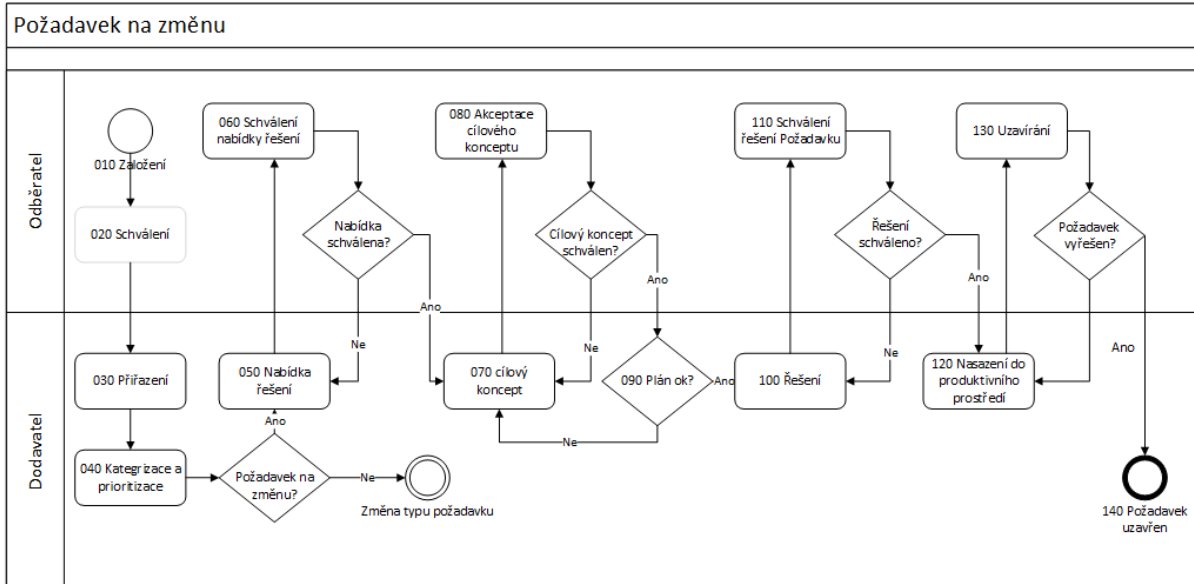 Požadavek na změnu
Odběratel
010 Založení
020 Schválení
060 Schválení
nabídky řešení
Nabídka
schválena?
Ano
Ne
080 Akceptace
cílového
konceptu
Cílový koncept
schválen?
Ano
Ne
110 Schválení
řešení Požadavku
Řešení
schváleno?
Ano
Ne
130 Uzavírání
Požadavek
vyřešen?
Ano
Dodavatel
030 Přiřazení
040 Kategrizace a
prioritizace
Požadavek na
změnu?
Ano
Ne
Změna typu požadavku
050 Nabídka
řešení
070 cílový
koncept
090 Plán ok?
Ano
Ne
100 Řešení
120 Nasazení do
produktivního
prostředí
140 Požadavek
uzavřen